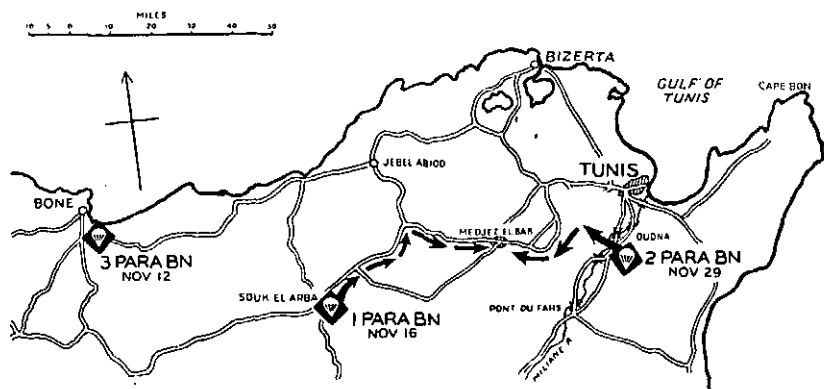 MILES
10 5 0 10 20 30 50
BIZERTA
GULF OF
TUNIS
CAPE BON
JEBEL ABIOD
TUNIS
BONE
MEDJEZ EL BAB
OUDNA
3 PARA BN
NOV 12
2 PARA BN
NOV 29
SOUK EL ARBA
1 PARA BN
NOV 16
PONT DU FAHS
MILIANE R